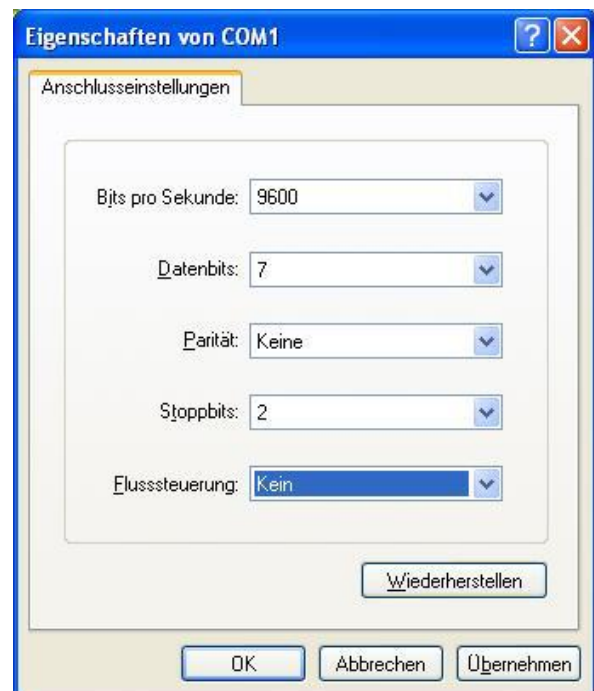 Eigenschaften von COM1
Anschlusseinstellungen
Bits pro Sekunde: 9600
Datenbits: 7
Parität: Keine
Stoppbits: 2
Flusssteuerung: Kein
Wiederherstellen
OK Abbrechen Übernehmen